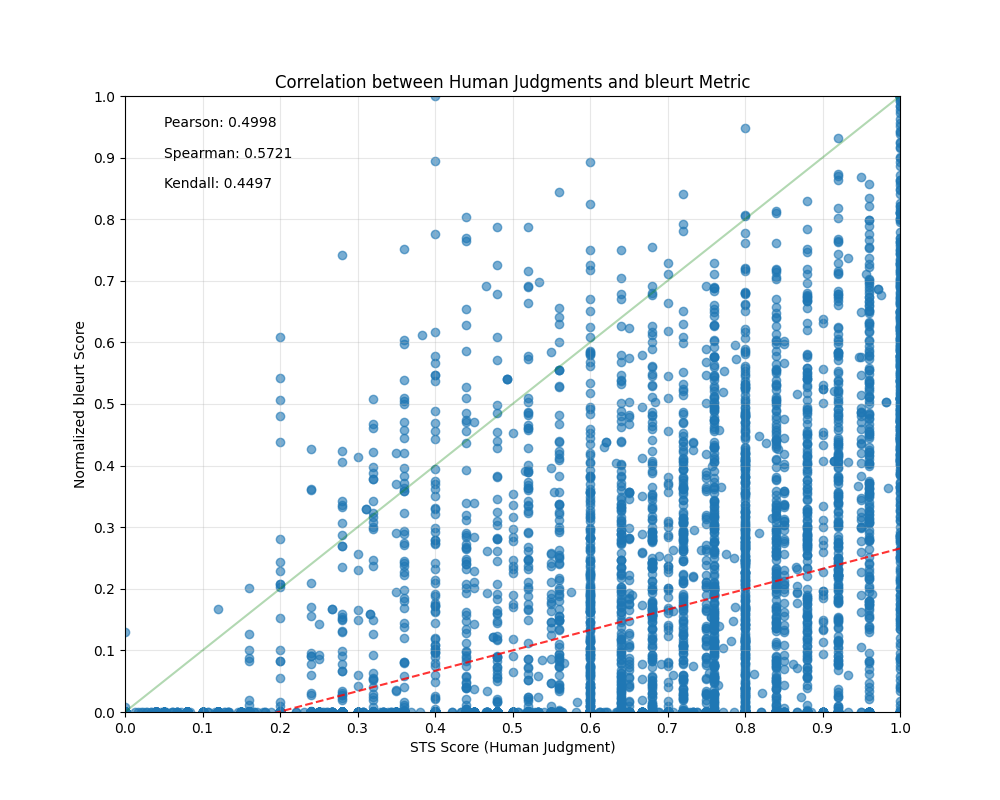 Correlation between Human Judgments and bleurt Metric
Pearson: 0.4998
Spearman: 0.5721
Kendall: 0.4497
Normalized bleurt Score
1.0
0.9
0.8
0.7
0.6
0.5
0.4
0.3
0.2
0.1
0.0
0.0 0.1 0.2 0.3 0.4 0.5 0.6 0.7 0.8 0.9 1.0
STS Score (Human Judgment)